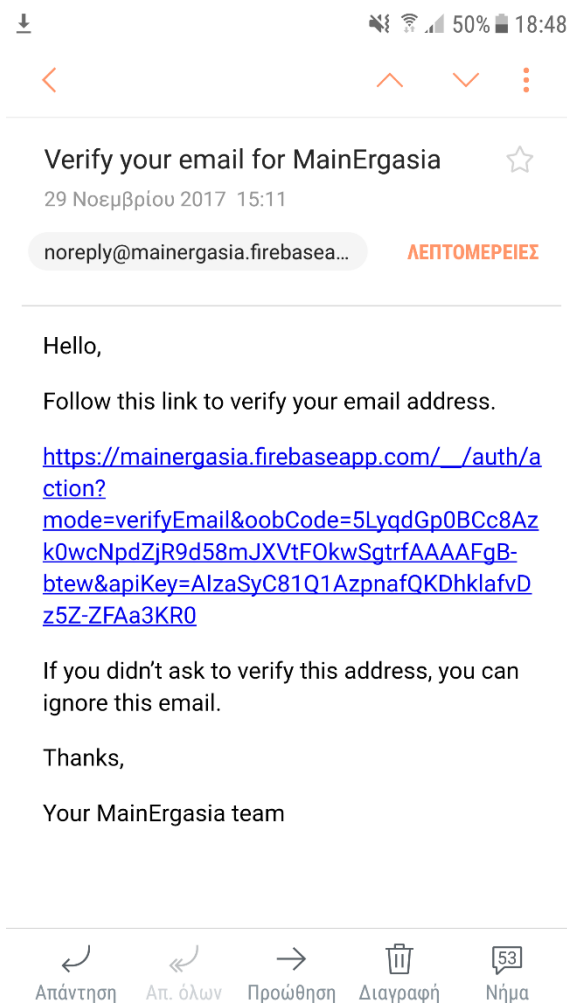 50% 18:48
Verify your email for MainErgasia
29 Νοεμβρίου 2017 15:11
noreply@mainergasia.firebasea...
ΛΕΠΤΟΜΕΡΕΙΕΣ
Hello,
Follow this link to verify your email address.
https://mainergasia.firebaseapp.com/__/auth/a
ction?
mode=verifyEmail&oobCode=5LyqdGp0BCc8Az
k0wcNpdZjR9d58mJXVtFOkwSgtrfAAAAFgB-
btew&apiKey=AIzaSyC81Q1AzpnafQKDhklafvD
z5Z-ZFAa3KR0
If you didn’t ask to verify this address, you can
ignore this email.
Thanks,
Your MainErgasia team
53
Απάντηση Απ. όλων Προώθηση Διαγραφή Νήμα